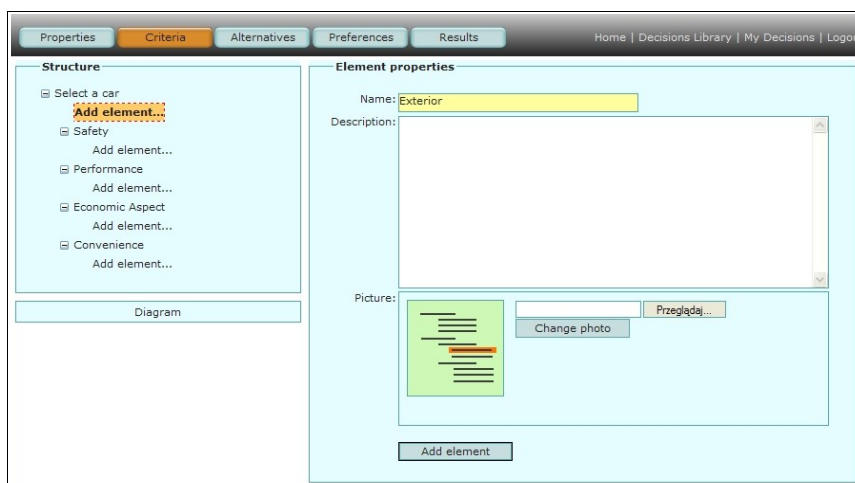 Properties Criteria Alternatives Preferences Results Home | Decisions Library | My Decisions | Logou
Structure
Select a car
Add element...
Safety
Add element...
Performance
Add element...
Economic Aspect
Add element...
Convenience
Add element...
Diagram
Element properties
Name: Exterior
Description:
Picture:
Przeglądaj...
Change photo
Add element